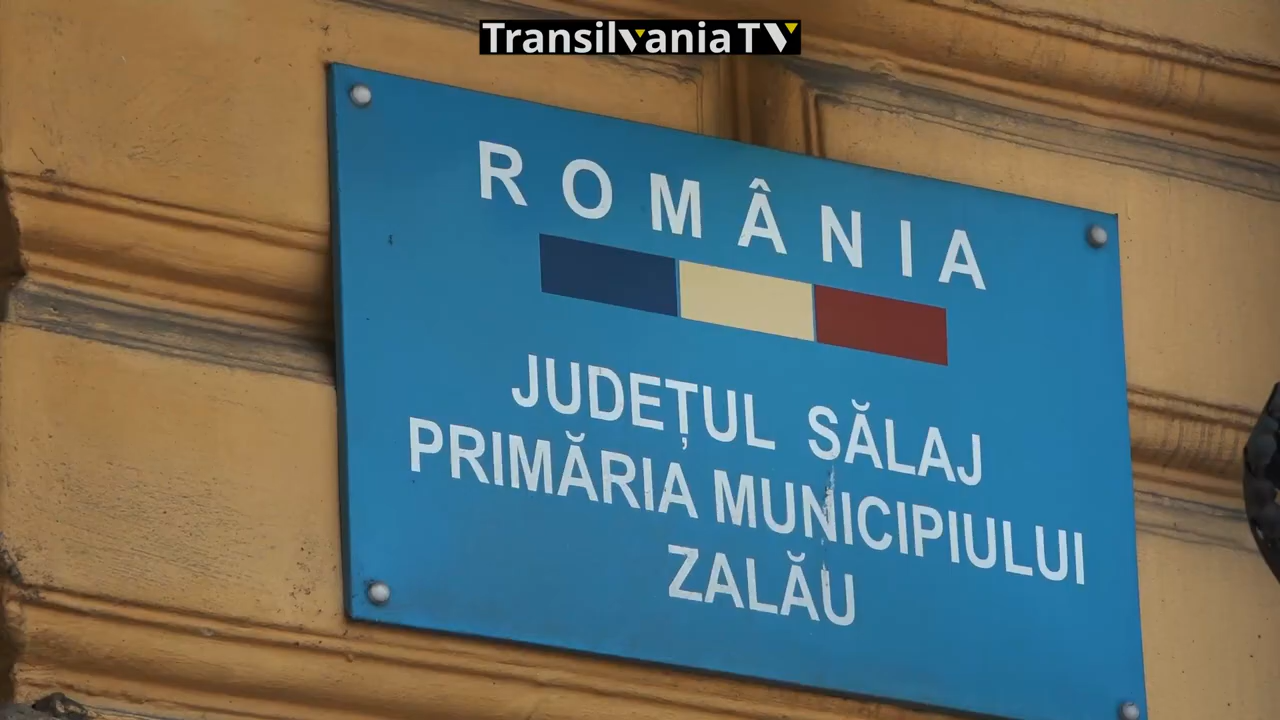 Transilvania TV
ROMÂNIA
JUDEȚUL SĂLAJ
PRIMĂRIA MUNICIPIULUI
ZALĂU